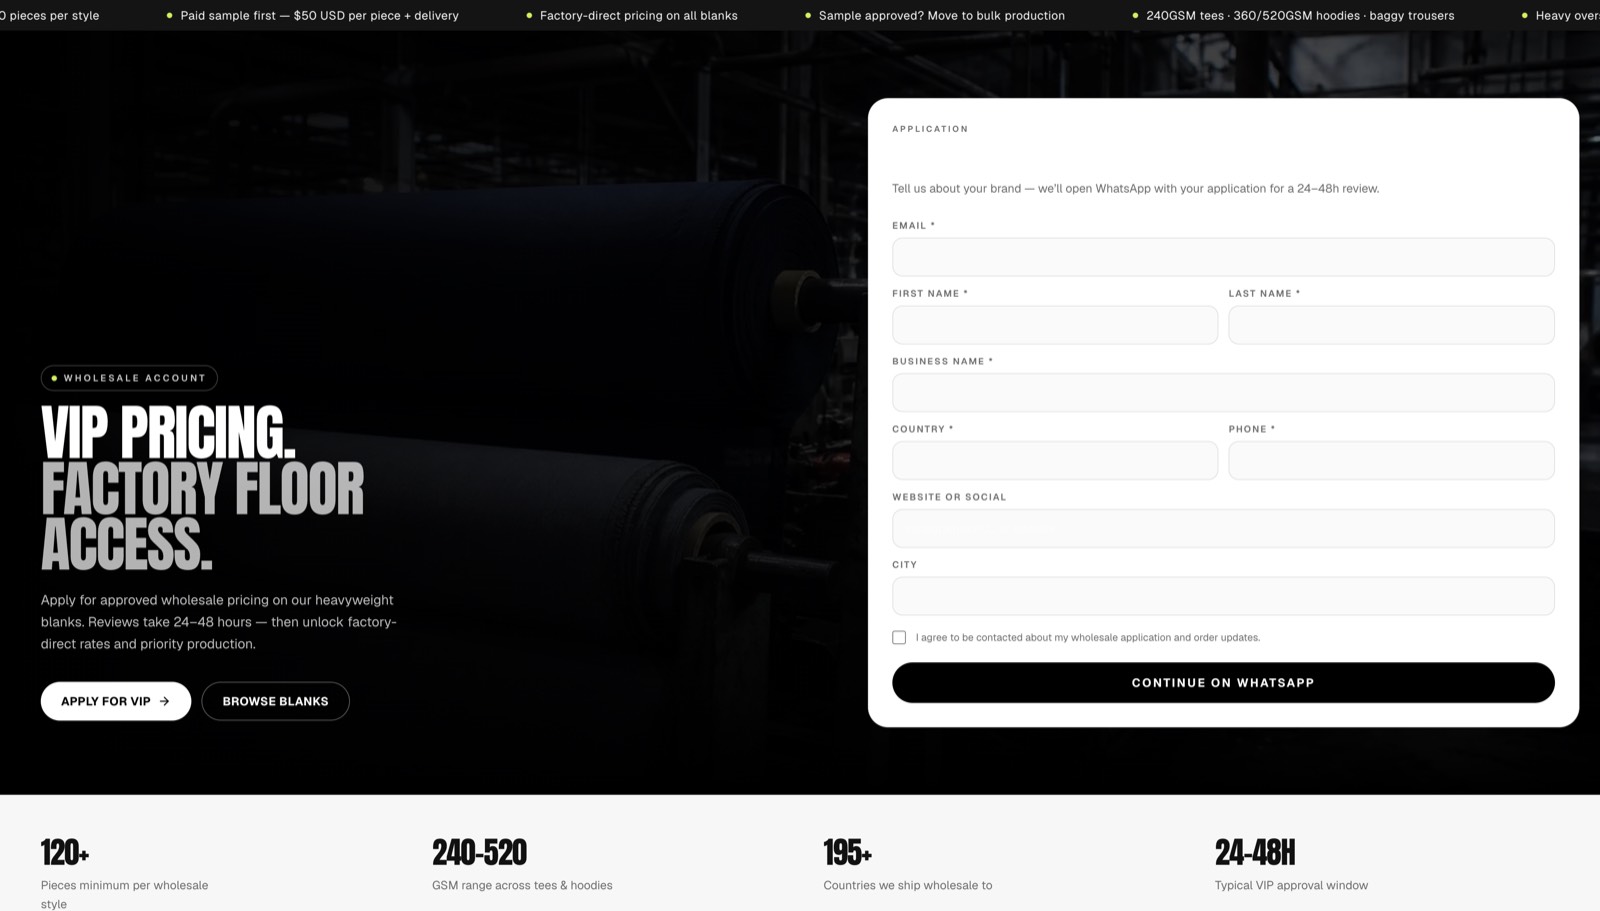 0 pieces per style
Paid sample first — $50 USD per piece + delivery
Factory-direct pricing on all blanks
Sample approved? Move to bulk production
240GSM tees · 360/520GSM hoodies · baggy trousers
Heavy
WHOLESALE ACCOUNT
VIP PRICING.
FACTORY FLOOR
ACCESS.
Apply for approved wholesale pricing on our heavyweight
blanks. Reviews take 24–48 hours — then unlock factory-
direct rates and priority production.
APPLY FOR VIP →
BROWSE BLANKS
APPLICATION
Tell us about your brand — we'll open WhatsApp with your application for a 24–48h review.
EMAIL *
FIRST NAME *
LAST NAME *
BUSINESS NAME *
COUNTRY *
PHONE *
WEBSITE OR SOCIAL
CITY
I agree to be contacted about my wholesale application and order updates.
CONTINUE ON WHATSAPP
120+
Pieces minimum per wholesale
style
240-520
GSM range across tees & hoodies
195+
Countries we ship wholesale to
24-48H
Typical VIP approval window